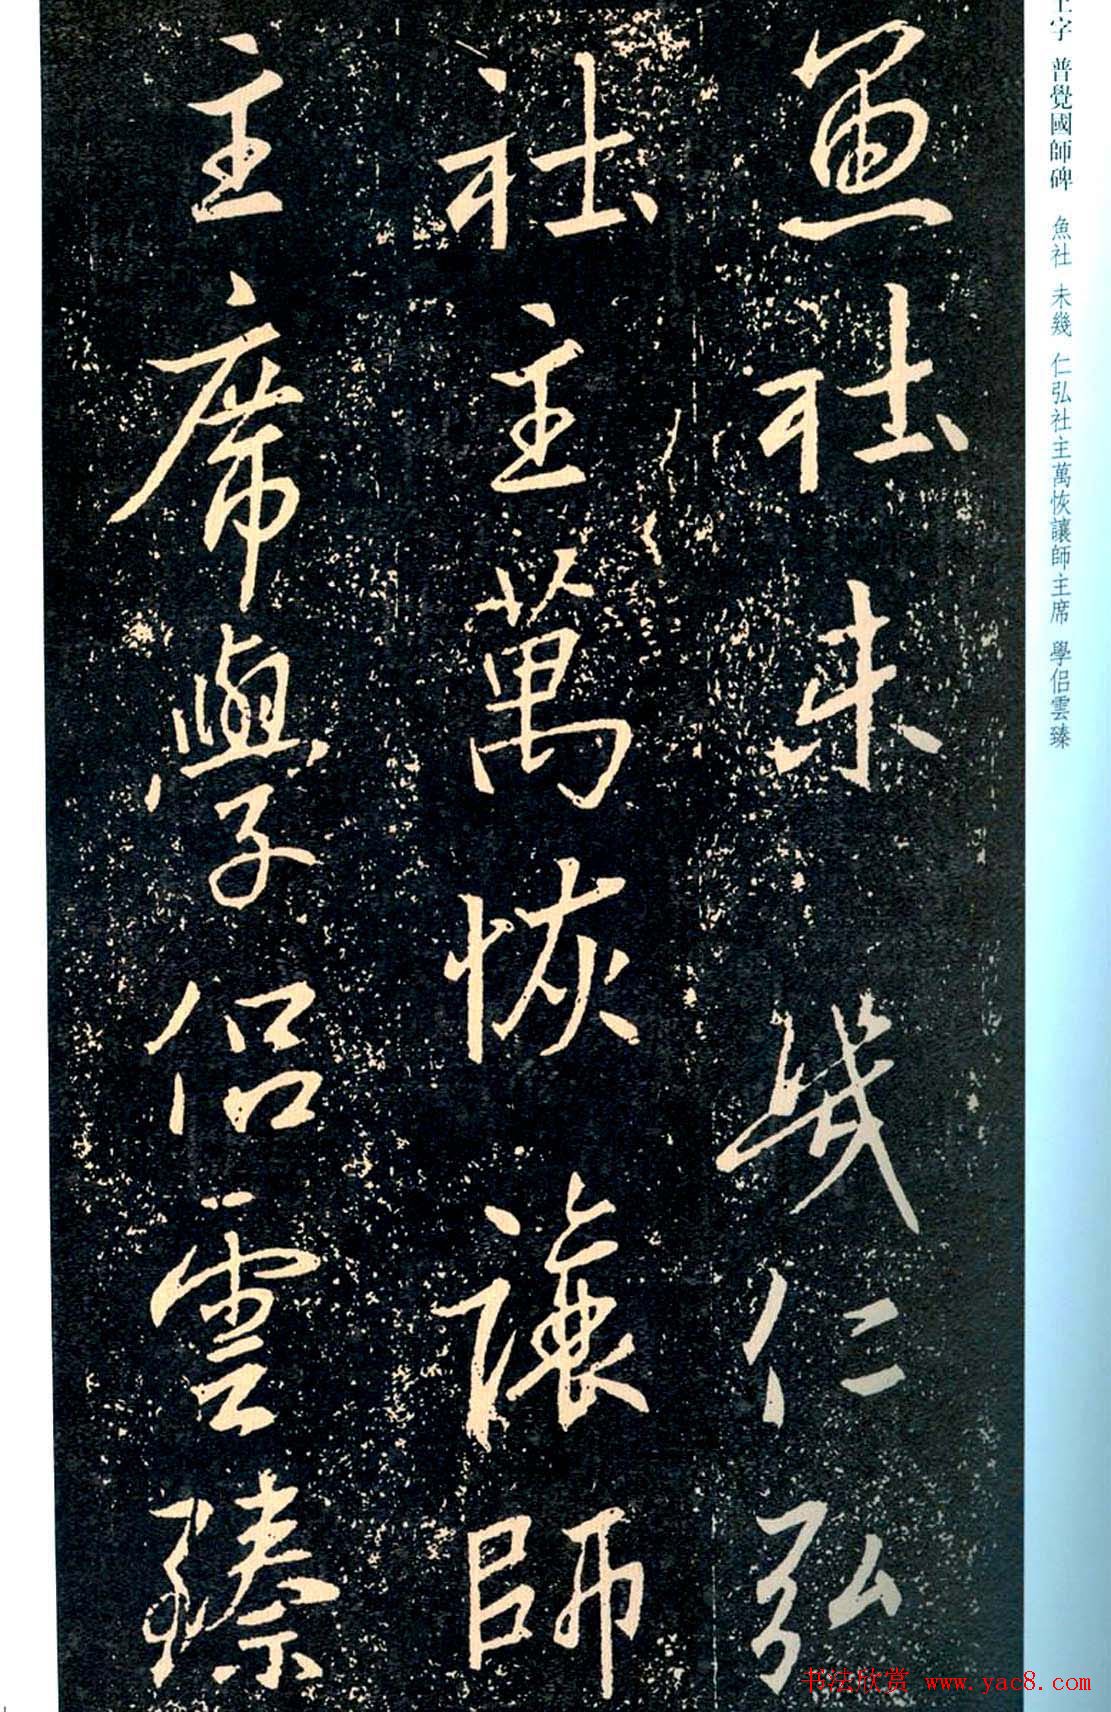 魚社未幾仁弘
社主萬恢讓師
主席學侶雲臻
字 普覺國師碑 魚社 未幾 仁弘社主萬恢讓師主席 學侶雲臻
书法欣赏 www.yac8.com